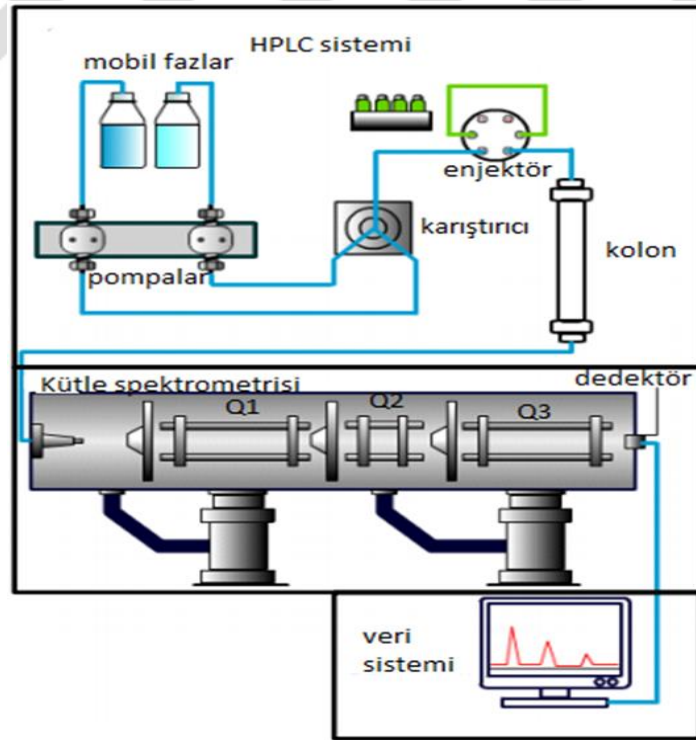 HPLC sistemi
mobil fazlar
enjektör
karıştırıcı
kolon
pompalar
Kütle spektrometrisi
dedektör
Q1
Q2
Q3
veri
sistemi